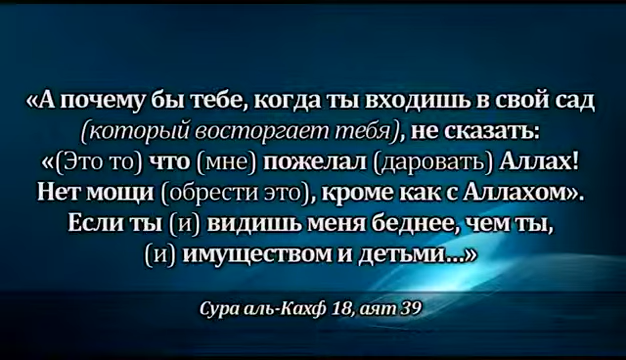 «А почему бы тебе, когда ты входишь в свой сад
(который восторгает тебя), не сказать:
«(Это то) что (мне) пожелал (даровать) Аллах!
Нет мощи (обрести это), кроме как с Аллахом».
Если ты (и) видишь меня беднее, чем ты,
(и) имуществом и детьми...»
Сура аль-Кахф 18, аят 39